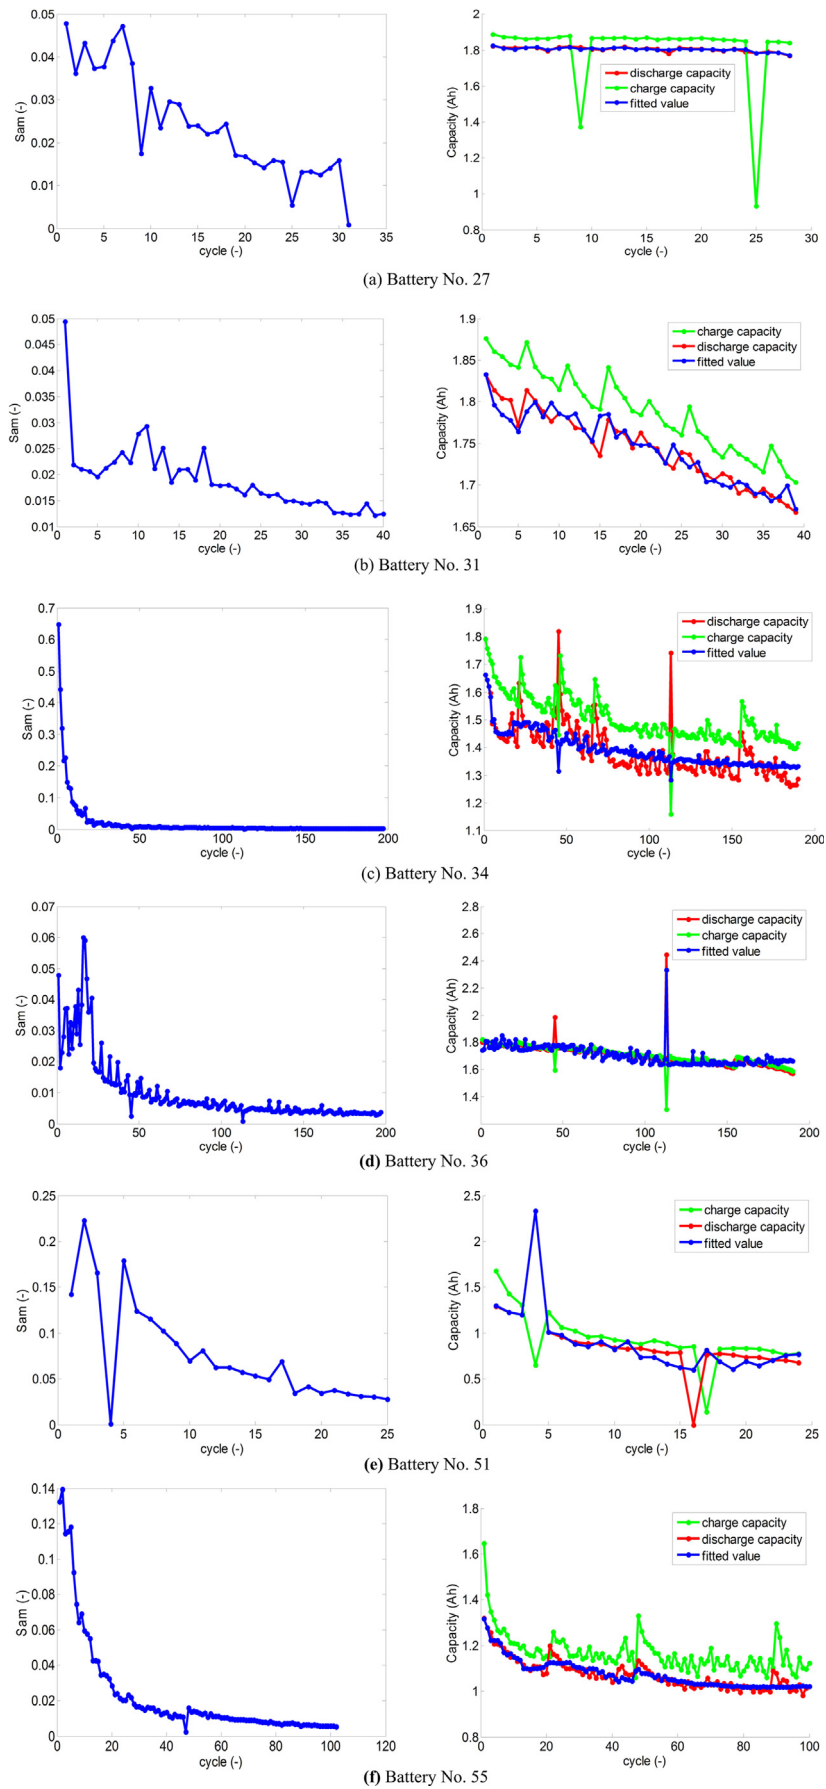 0.05
0.04
0.03
0.02
0.01
0
Sam (-)
0 5 10 15 20 25 30 35
cycle (-)
2
1.8
1.6
1.4
1.2
1
0.8
Capacity (Ah)
discharge capacity
charge capacity
fitted value
0 5 10 15 20 25 30
cycle (-)
(a) Battery No. 27
0.05
0.045
0.04
0.035
0.03
0.025
0.02
0.015
0.01
Sam (-)
0 5 10 15 20 25 30 35 40
cycle (-)
1.9
1.85
1.8
1.75
1.7
1.65
Capacity (Ah)
charge capacity
discharge capacity
fitted value
0 5 10 15 20 25 30 35 40
cycle (-)
(b) Battery No. 31
0.7
0.6
0.5
0.4
0.3
0.2
0.1
0
Sam (-)
0 50 100 150 200
cycle (-)
1.9
1.8
1.7
1.6
1.5
1.4
1.3
1.2
1.1
Capacity (Ah)
discharge capacity
charge capacity
fitted value
0 50 100 150 200
cycle (-)
(c) Battery No. 34
0.07
0.06
0.05
0.04
0.03
0.02
0.01
0
Sam (-)
0 50 100 150 200
cycle (-)
2.8
2.6
2.4
2.2
2
1.8
1.6
1.4
Capacity (Ah)
discharge capacity
charge capacity
fitted value
0 50 100 150 200
cycle (-)
(d) Battery No. 36
0.25
0.2
0.15
0.1
0.05
0
Sam (-)
0 5 10 15 20 25
cycle (-)
2.5
2
1.5
1
0.5
0
Capacity (Ah)
charge capacity
discharge capacity
fitted value
0 5 10 15 20 25
cycle (-)
(e) Battery No. 51
0.14
0.12
0.1
0.08
0.06
0.04
0.02
0
Sam (-)
0 20 40 60 80 100 120
cycle (-)
1.8
1.6
1.4
1.2
1
0.8
Capacity (Ah)
charge capacity
discharge capacity
fitted value
0 20 40 60 80 100
cycle (-)
(f) Battery No. 55